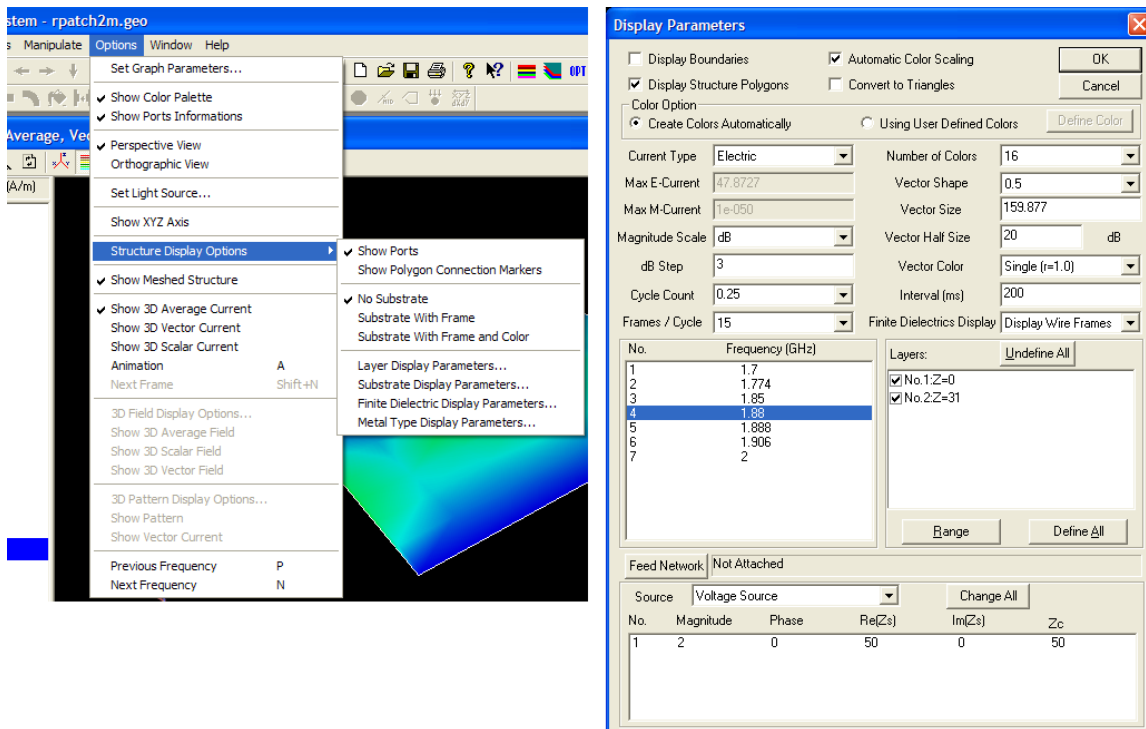 stem - rpatch2m.geo
s Manipulate Options Window Help
OPT
Average, Vec
(A/m)
Set Graph Parameters...
Show Color Palette
Show Ports Informations
Perspective View
Orthographic View
Set Light Source...
Show XYZ Axis
Structure Display Options
Show Meshed Structure
Show 3D Average Current
Show 3D Vector Current
Show 3D Scalar Current
Animation A
Next Frame Shift+N
3D Field Display Options...
Show 3D Average Field
Show 3D Scalar Field
Show 3D Vector Field
3D Pattern Display Options...
Show Pattern
Show Vector Current
Previous Frequency P
Next Frequency N
Show Ports
Show Polygon Connection Markers
No Substrate
Substrate With Frame
Substrate With Frame and Color
Layer Display Parameters...
Substrate Display Parameters...
Finite Dielectric Display Parameters...
Metal Type Display Parameters...
Display Parameters
Display Boundaries Automatic Color Scaling OK
Display Structure Polygons Convert to Triangles Cancel
Color Option
Create Colors Automatically Using User Defined Colors Define Color
Current Type Electric Number of Colors 16
Max E-Current 47.8727 Vector Shape 0.5
Max M-Current 1e-050 Vector Size 159.877
Magnitude Scale dB Vector Half Size 20 dB
dB Step 3 Vector Color Single (r=1.0)
Cycle Count 0.25 Interval (ms) 200
Frames / Cycle 15 Finite Dielectrics Display Display Wire Frames
No. Frequency (GHz)
1 1.7
2 1.774
3 1.85
4 1.88
5 1.888
6 1.906
7 2
Layers: Undefine All
No.1:Z=0
No.2:Z=31
Range Define All
Feed Network Not Attached
Source Voltage Source Change All
No. Magnitude Phase Re(Zs) Im(Zs) Zc
1 2 0 50 0 50